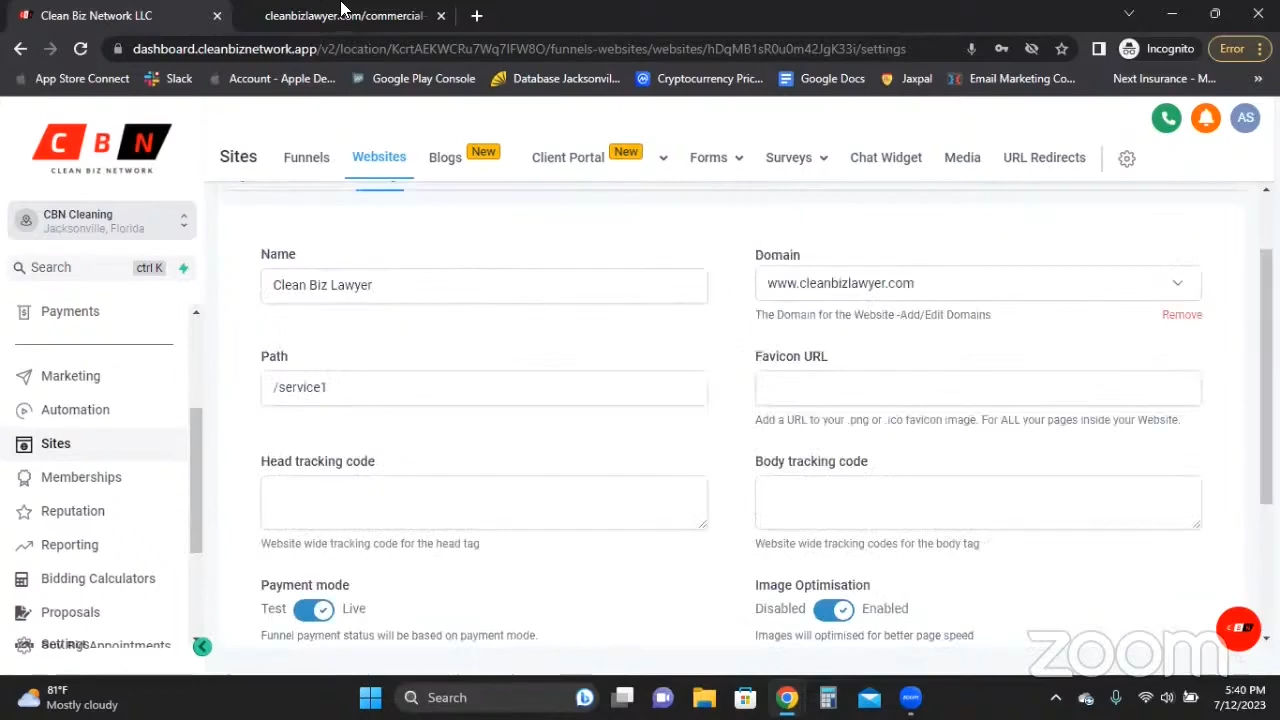 Clean Biz Network LLC
cleanbizlawyer.com/commercial-
dashboard.cleanbiznetwork.app/v2/location/KcrtAEKWCRu7Wq7IFW8O/funnels-websites/websites/hDqMB1sR0u0m42JgK33i/settings
Incognito
Error
App Store Connect
Slack
Account - Apple De...
Google Play Console
Database Jacksonvil...
Cryptocurrency Pric...
Google Docs
Jaxpal
Email Marketing Co...
Next Insurance - M...
»
CBN
CLEAN BIZ NETWORK
AS
Sites
Funnels
Websites
Blogs
New
Client Portal
New
Forms
Surveys
Chat Widget
Media
URL Redirects
CBN Cleaning
Jacksonville, Florida
Search
ctrl K
Payments
Marketing
Automation
Sites
Memberships
Reputation
Reporting
Bidding Calculators
Proposals
Settings
Name
Clean Biz Lawyer
Domain
www.cleanbizlawyer.com
The Domain for the Website -Add/Edit Domains
Remove
Path
/service1
Favicon URL
Add a URL to your .png or .ico favicon image. For ALL your pages inside your Website.
Head tracking code
Website wide tracking code for the head tag
Body tracking code
Website wide tracking codes for the body tag
Payment mode
Test
Live
Funnel payment status will be based on payment mode.
Image Optimisation
Disabled
Enabled
Images will optimised for better page speed
CBN
zoom
81°F
Mostly cloudy
Search
zoom
5:40 PM
7/12/2023